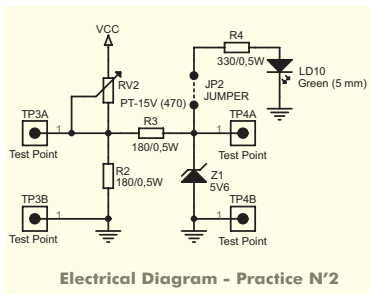 VCC
R4
330/0,5W
RV2
PT-15V (470)
JP2
JUMPER
LD10
Green (5 mm)
TP3A
1
Test Point
R3
180/0,5W
TP4A
1
Test Point
R2
180/0,5W
Z1
5V6
TP3B
1
Test Point
TP4B
1
Test Point
Electrical Diagram - Practice N'2